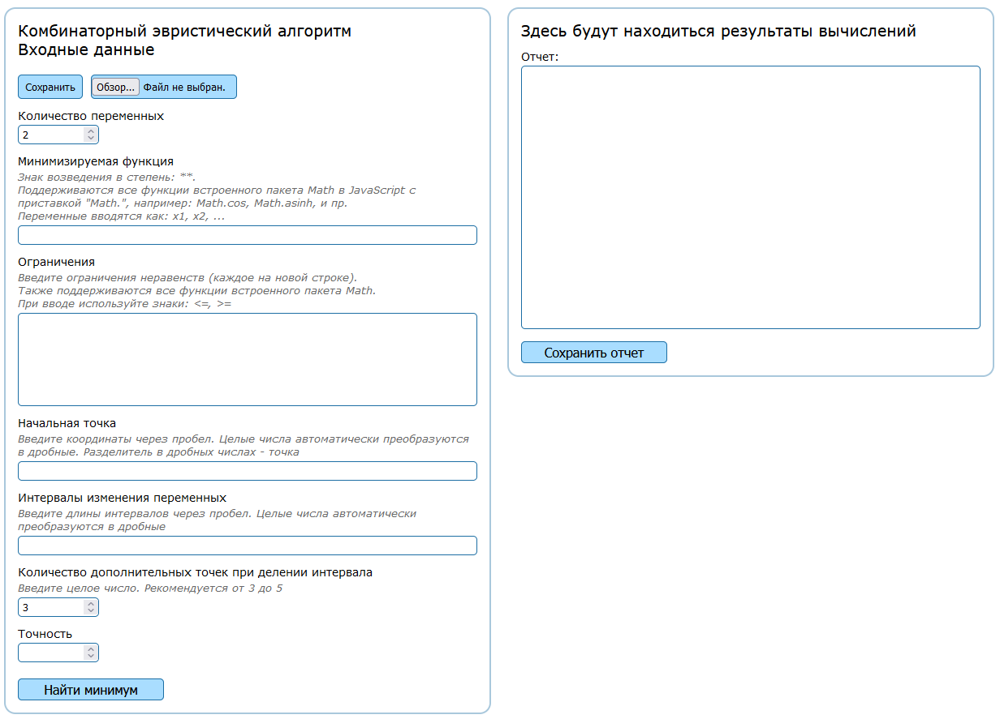 Комбинаторный эвристический алгоритм
Входные данные
Сохранить
Обзор... Файл не выбран.
Количество переменных
2
Минимизируемая функция
Знак возведения в степень: **.
Поддерживаются все функции встроенного пакета Math в JavaScript с
приставкой "Math.", например: Math.cos, Math.asinh, и пр.
Переменные вводятся как: x1, x2, ...
Ограничения
Введите ограничения неравенств (каждое на новой строке).
Также поддерживаются все функции встроенного пакета Math.
При вводе используйте знаки: <=, >=
Начальная точка
Введите координаты через пробел. Целые числа автоматически преобразуются
в дробные. Разделитель в дробных числах - точка
Интервалы изменения переменных
Введите длины интервалов через пробел. Целые числа автоматически
преобразуются в дробные
Количество дополнительных точек при делении интервала
Введите целое число. Рекомендуется от 3 до 5
3
Точность
Найти минимум
Здесь будут находиться результаты вычислений
Отчет:
Сохранить отчет